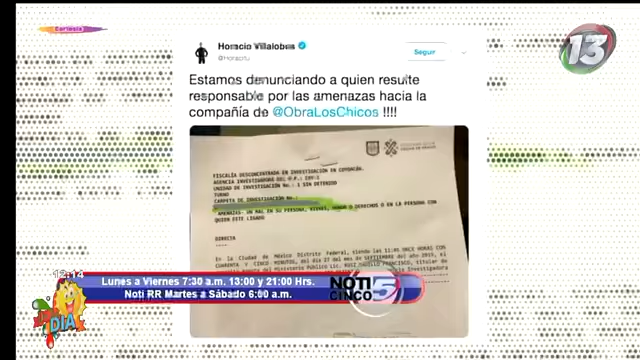 Cortesía
13
Horacio Villalobos
Seguir
Estamos denunciando a quien resulte
responsable por las amenazas hacia la
compañía de @ObraLosChicos !!!!
FISCALÍA DESCONCENTRADA EN INVESTIGACIÓN EN COYOACÁN.
UNIDAD DE INVESTIGACIÓN No.: 1 SIN DETENIDO
TURNO
CARPETA DE INVESTIGACIÓN No.:
AMENAZAS- UN MAL EN SU PERSONA, BIENES, HONOR O DERECHOS O EN LA PERSONA CON
QUIEN ESTE LIGADO
DIRECTA
En la Ciudad de México Distrito Federal, siendo las 11:45 ONCE HORAS CON
CUARENTA Y CINCO MINUTOS, del día 27 del mes de SEPTIEMBRE del año 2019,
12:14
DÍA
Lunes a Viernes 7:30 a.m. 13:00 y 21:00 Hrs.
Noti RR Martes a Sábado 6:00 a.m.
NOTI
CINCO
5